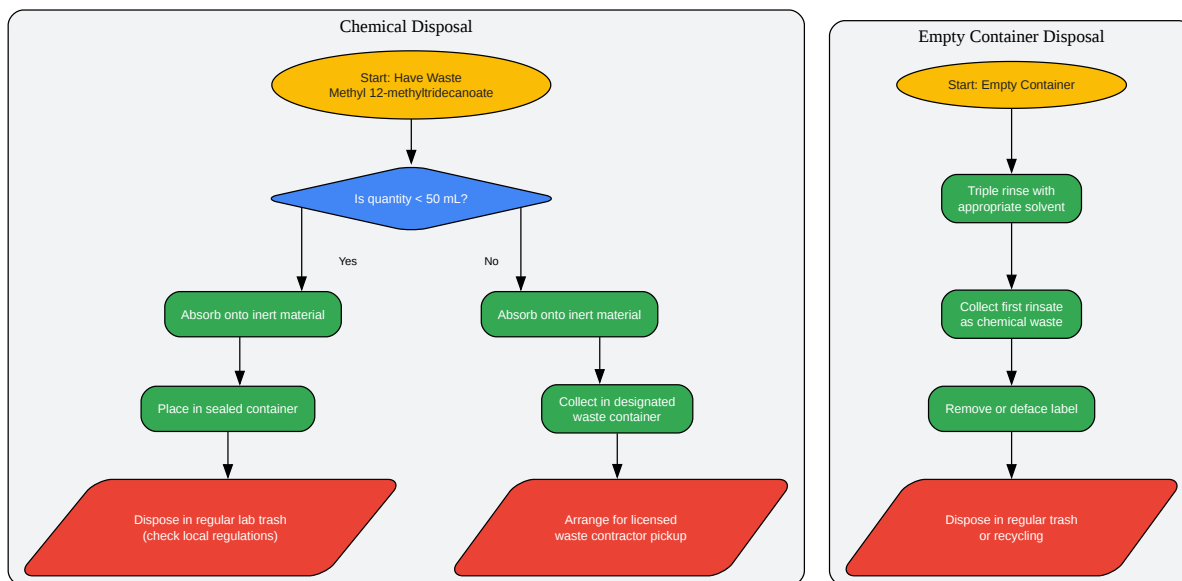 Chemical Disposal
Start: Have Waste
Methyl 12-methyltridecanoate
Is quantity < 50 mL?
Yes
No
Absorb onto inert material
Absorb onto inert material
Place in sealed container
Collect in designated
waste container
Dispose in regular lab trash
(check local regulations)
Arrange for licensed
waste contractor pickup
Empty Container Disposal
Start: Empty Container
Triple rinse with
appropriate solvent
Collect first rinsate
as chemical waste
Remove or deface label
Dispose in regular trash
or recycling